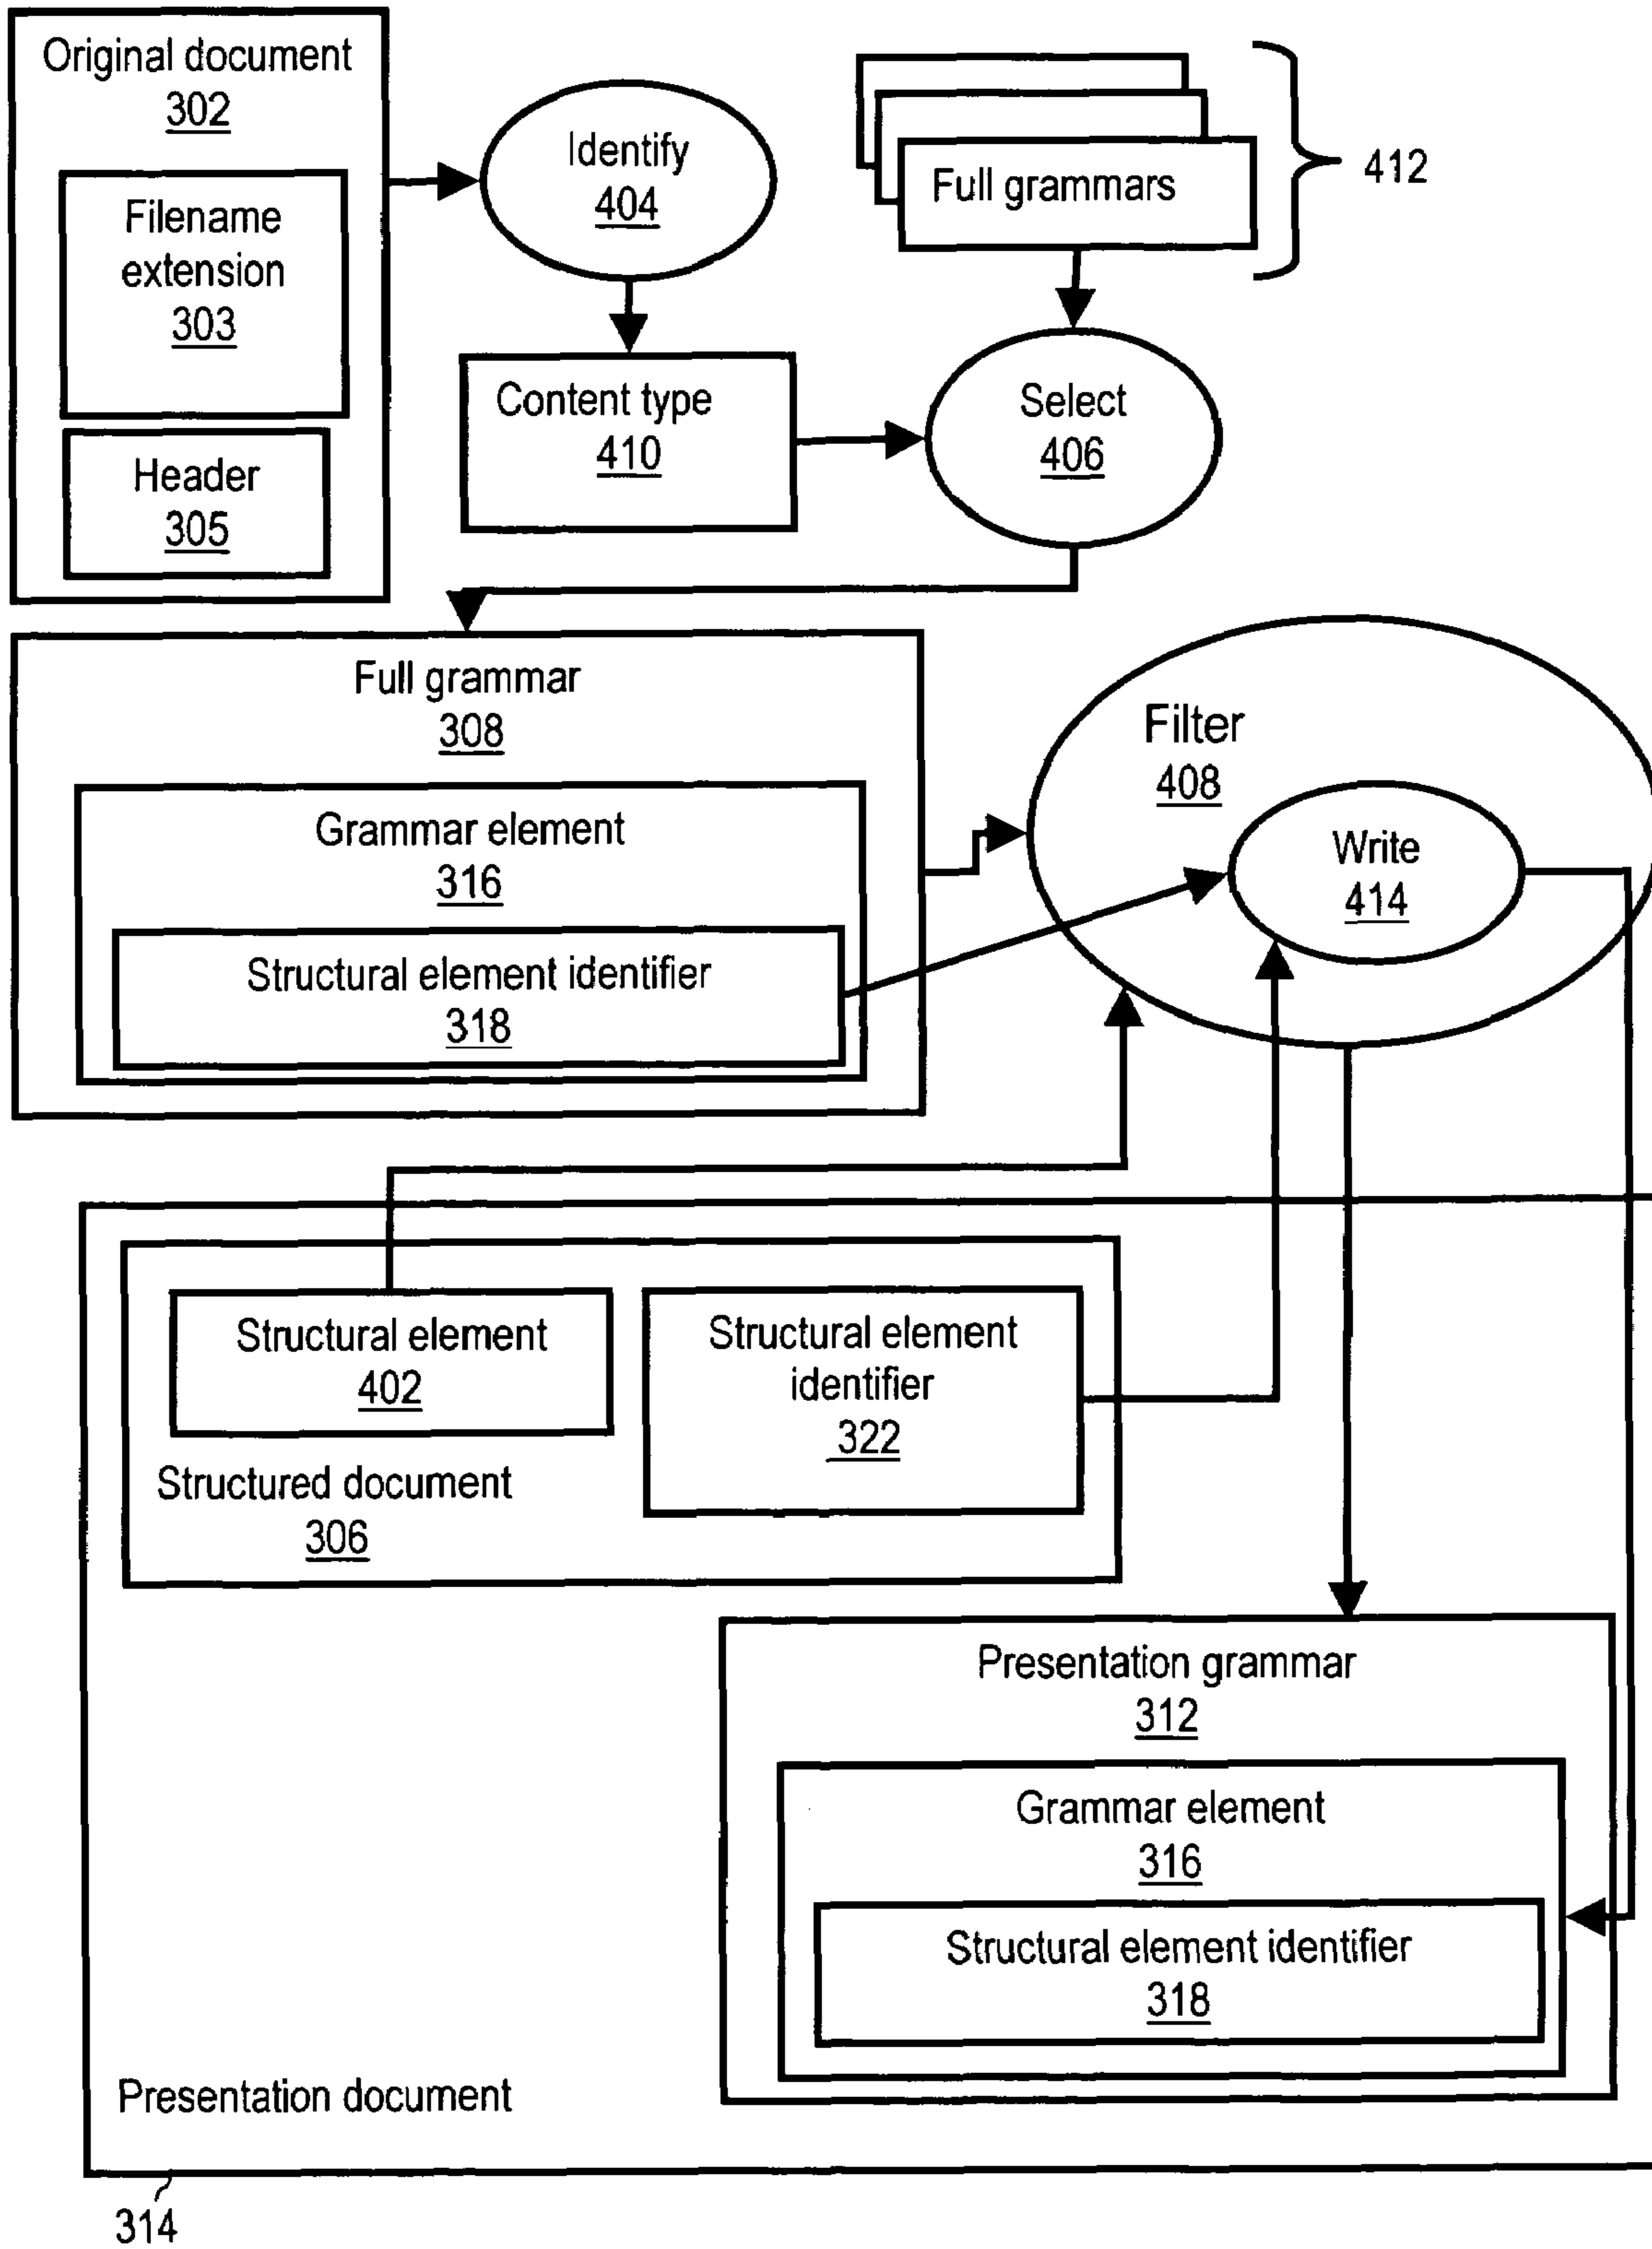 Original document
302
Filename
extension
303
Header
305
Identify
404
Full grammars
412
Content type
410
Select
406
Full grammar
308
Grammar element
316
Structural element identifier
318
Filter
408
Write
414
Structural element
402
Structural element
identifier
322
Structured document
306
Presentation grammar
312
Grammar element
316
Structural element identifier
318
Presentation document
314